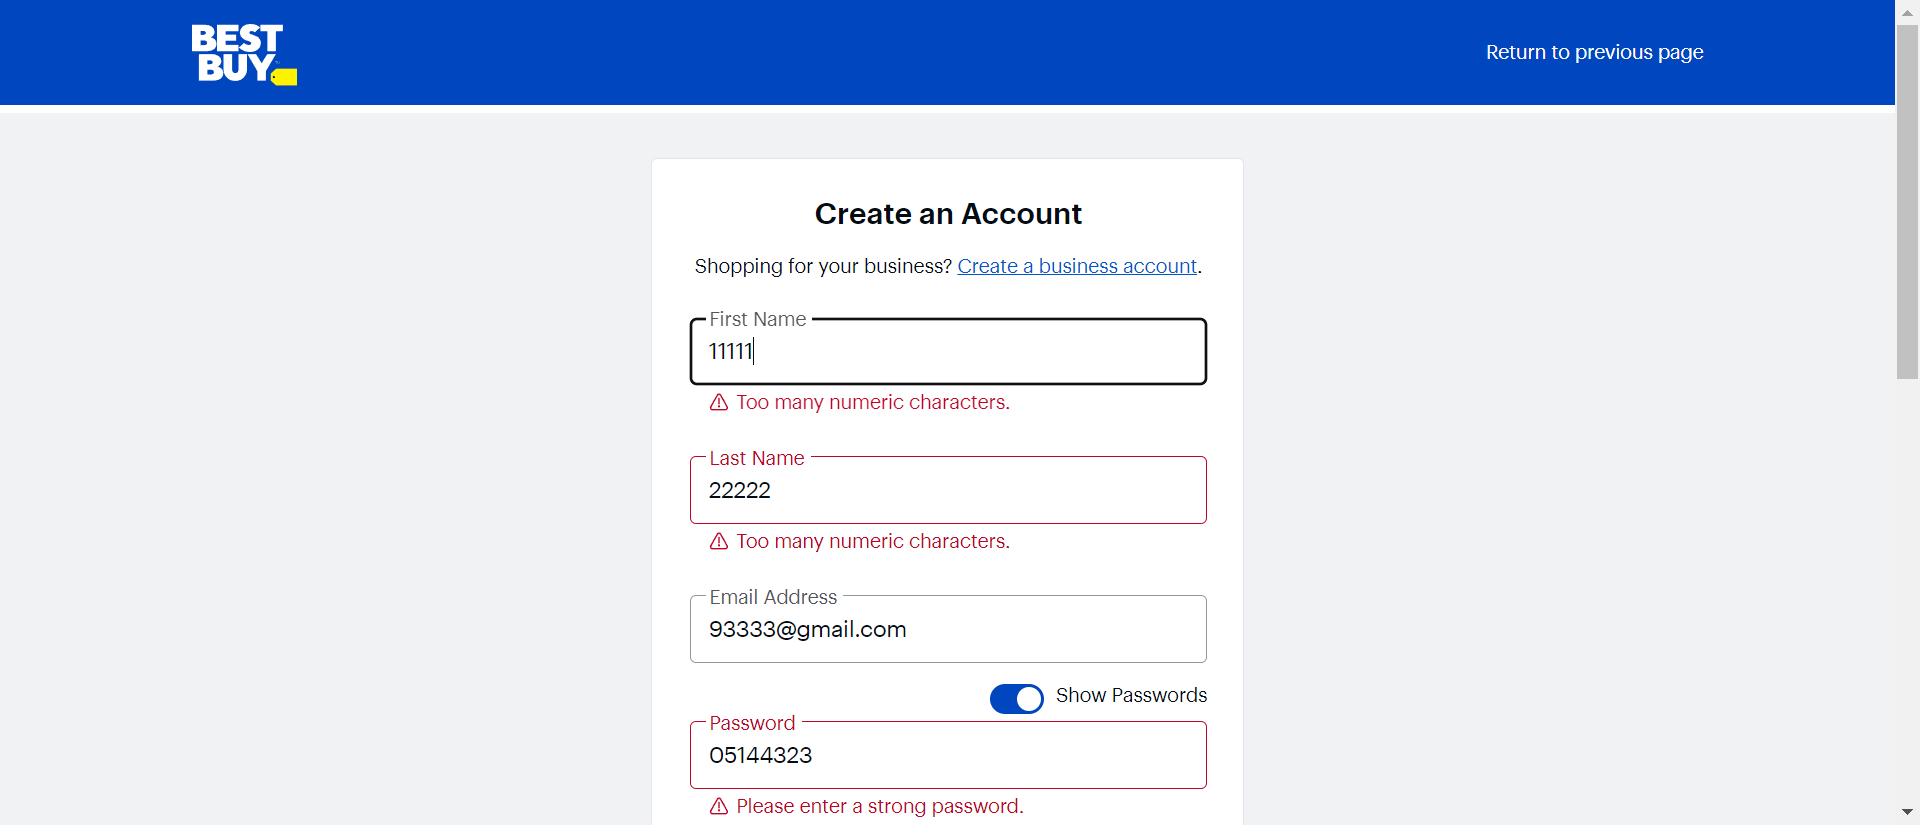 BEST
BUY
Return to previous page
Create an Account
Shopping for your business? Create a business account.
First Name
11111
Too many numeric characters.
Last Name
22222
Too many numeric characters.
Email Address
93333@gmail.com
Show Passwords
Password
05144323
Please enter a strong password.